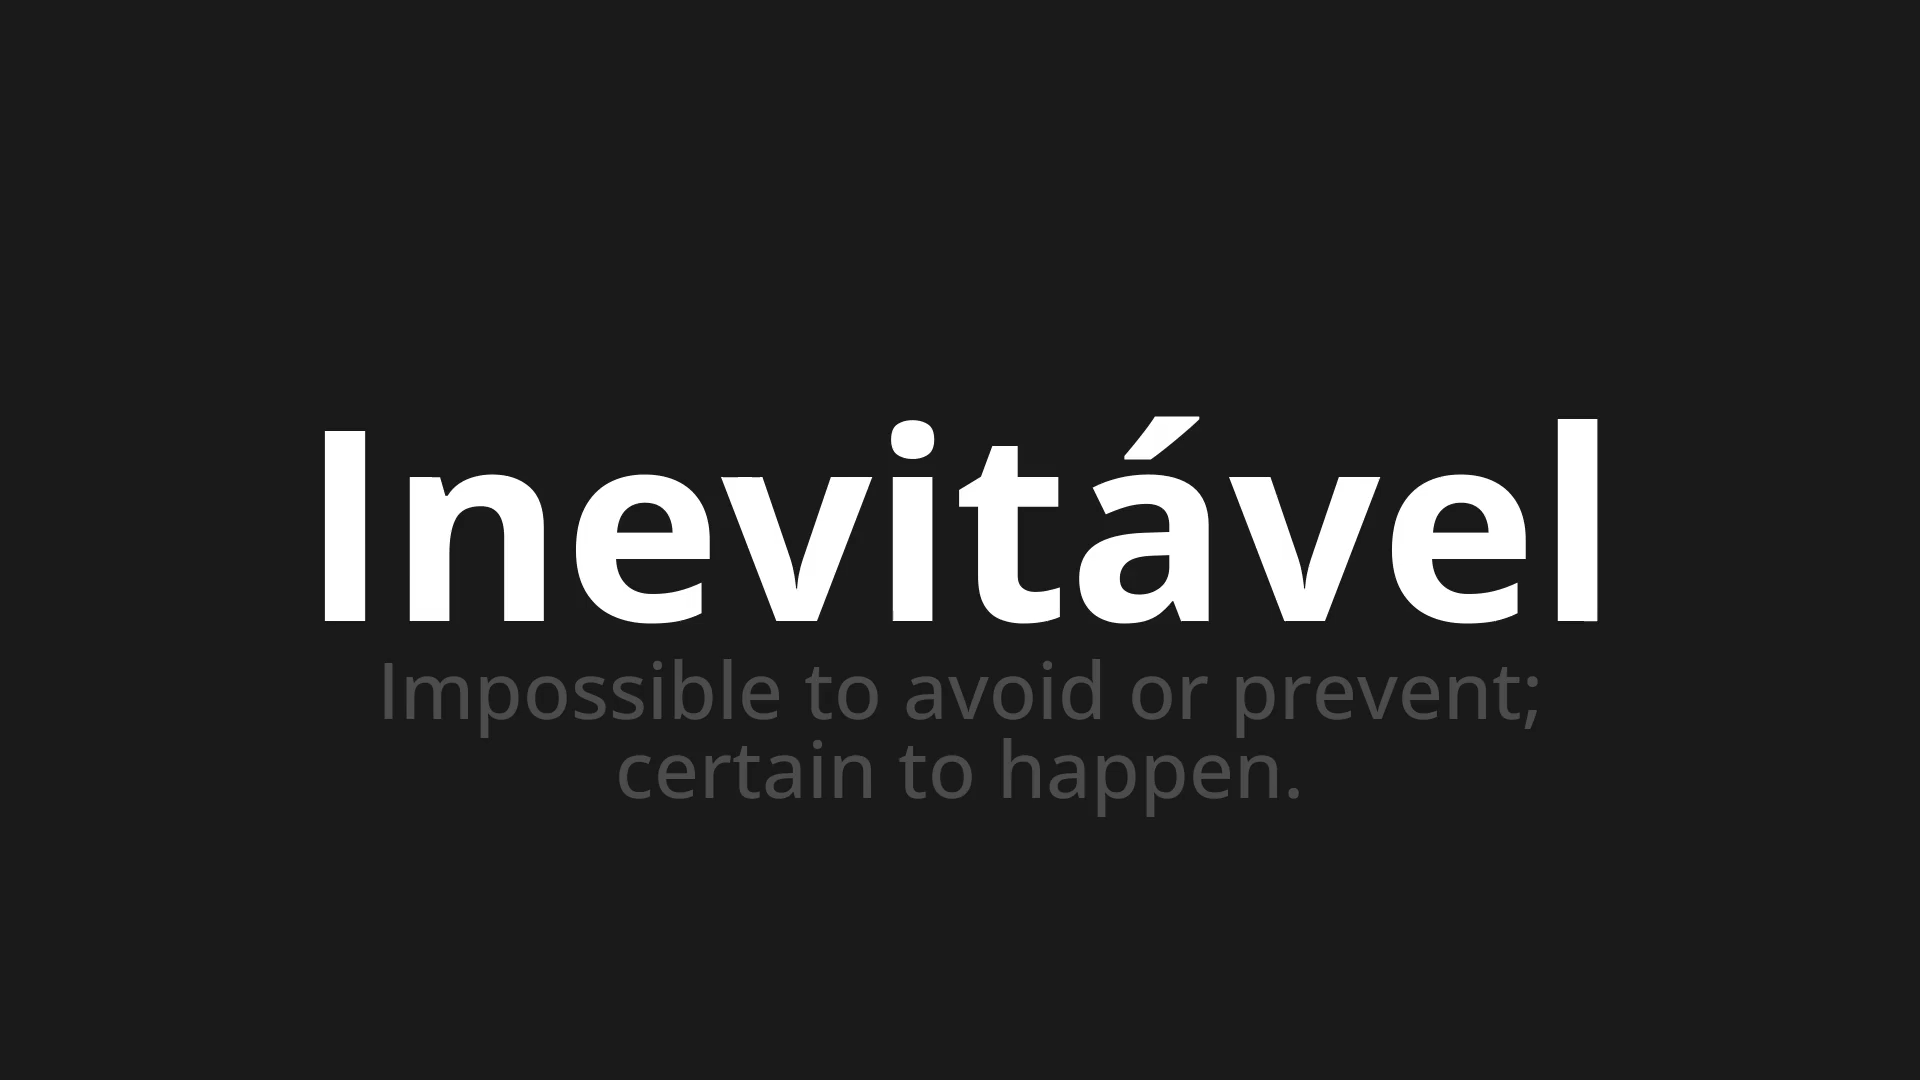 Inevitável
Impossible to avoid or prevent;
certain to happen.